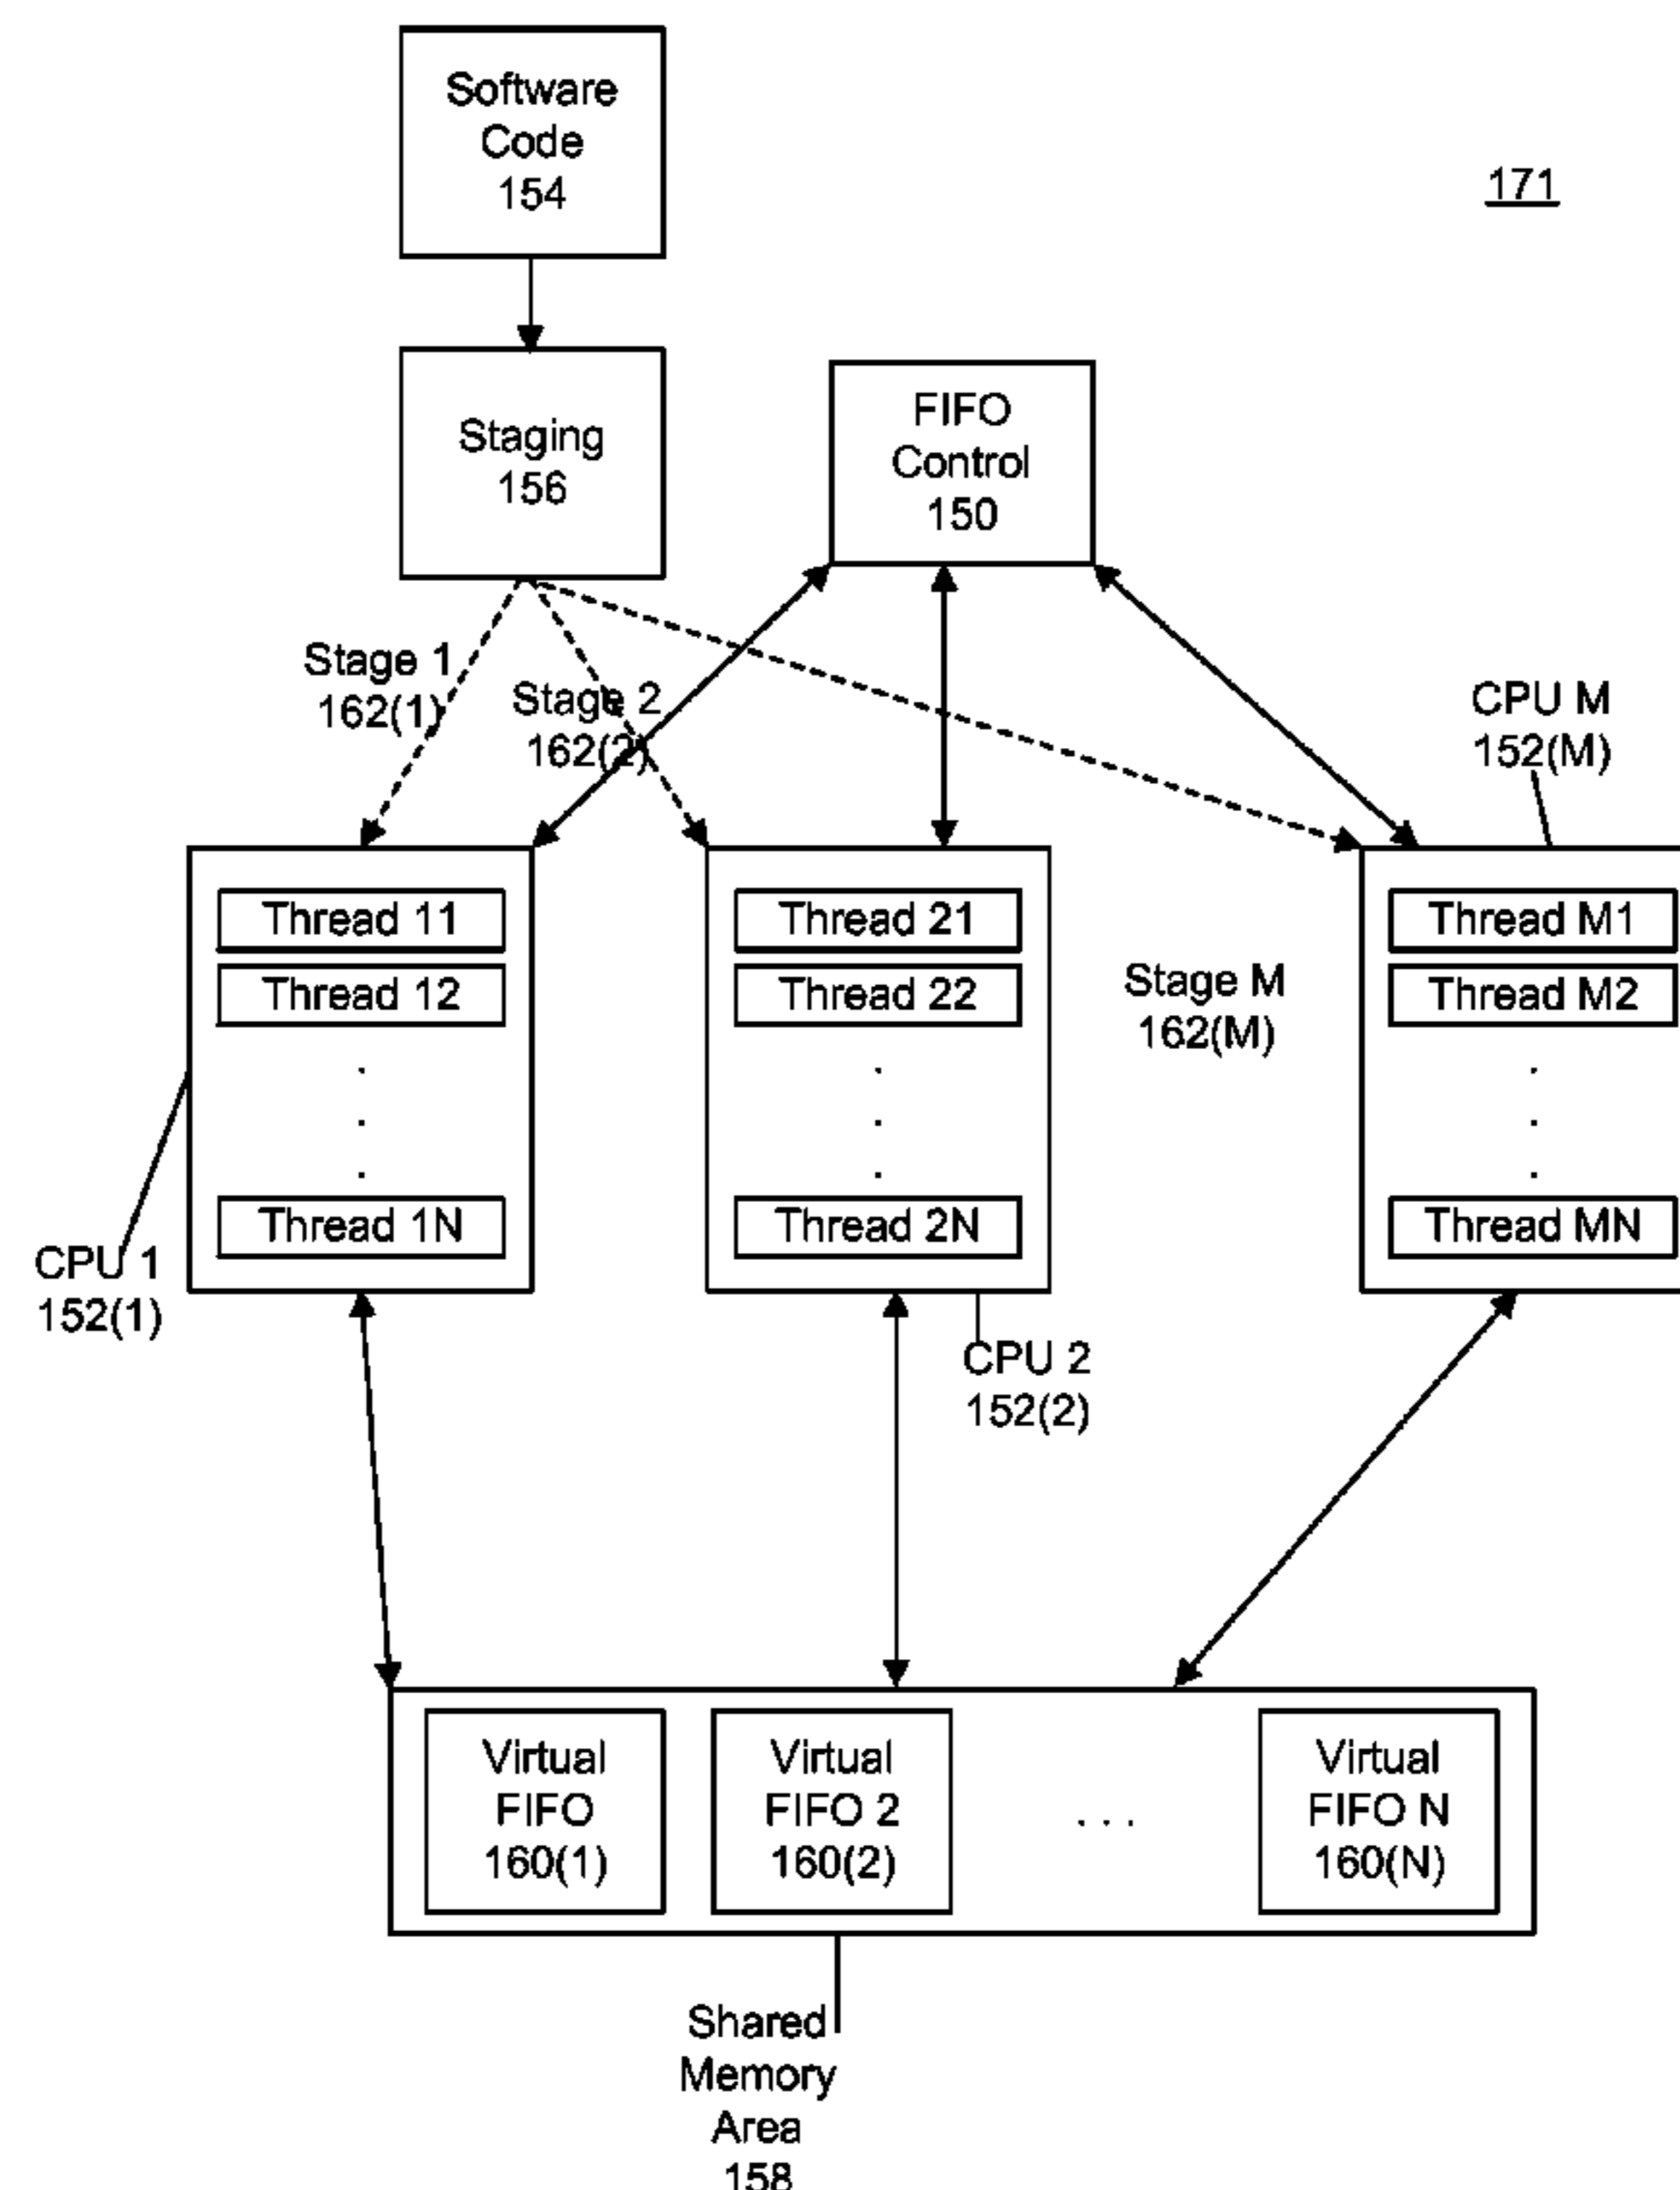 Software
Code
154
171
Staging
156
FIFO
Control
150
Stage 1
162(1)
Stage 2
162(2)
CPU M
152(M)
Thread 11
Thread 12
.
.
.
Thread 1N
CPU 1
152(1)
Thread 21
Thread 22
.
.
.
Thread 2N
CPU 2
152(2)
Stage M
162(M)
Thread M1
Thread M2
.
.
.
Thread MN
Virtual
FIFO
160(1)
Virtual
FIFO 2
160(2)
. . .
Virtual
FIFO N
160(N)
Shared
Memory
Area
158